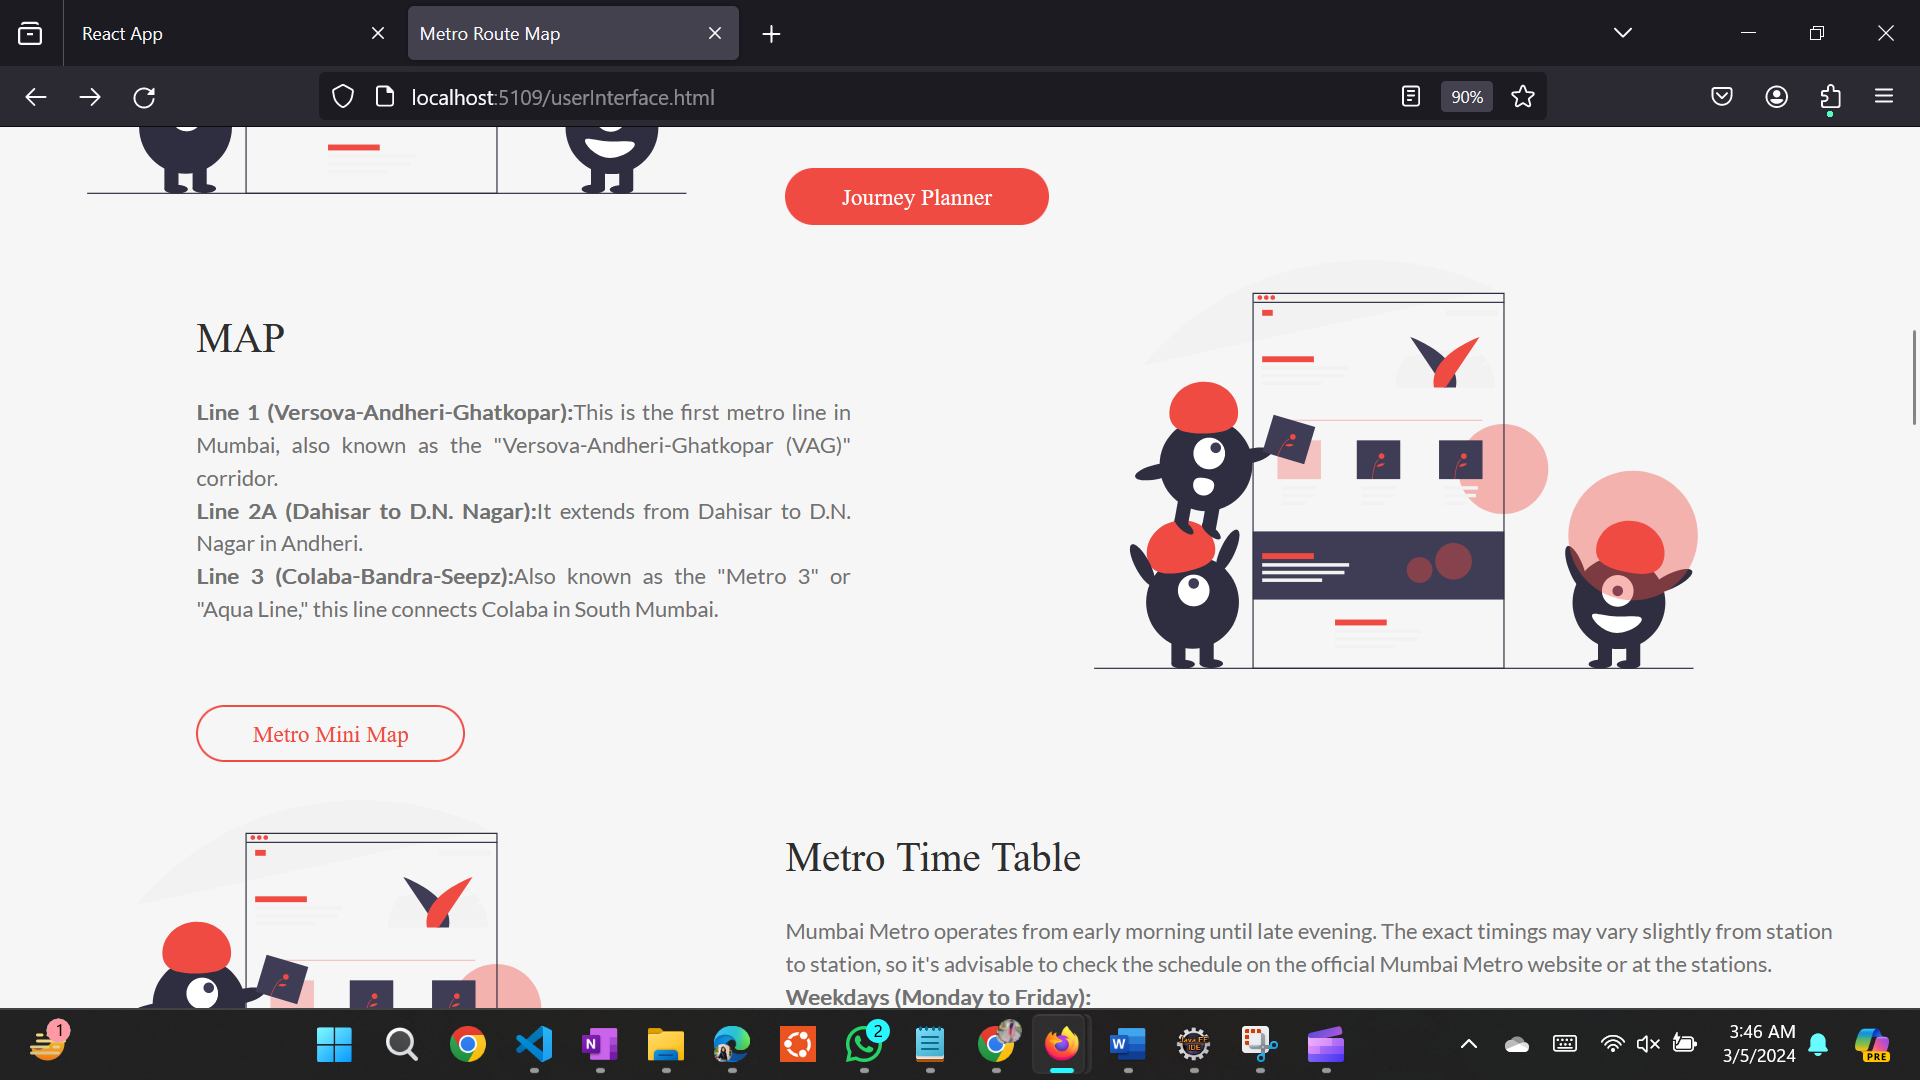 React App
Metro Route Map
localhost:5109/userInterface.html
90%
Journey Planner
MAP
Line 1 (Versova-Andheri-Ghatkopar):This is the first metro line in
Mumbai, also known as the "Versova-Andheri-Ghatkopar (VAG)"
corridor.
Line 2A (Dahisar to D.N. Nagar):It extends from Dahisar to D.N.
Nagar in Andheri.
Line 3 (Colaba-Bandra-Seepz):Also known as the "Metro 3" or
"Aqua Line," this line connects Colaba in South Mumbai.
Metro Mini Map
Metro Time Table
Mumbai Metro operates from early morning until late evening. The exact timings may vary slightly from station
to station, so it's advisable to check the schedule on the official Mumbai Metro website or at the stations.
Weekdays (Monday to Friday):
1
N
2
W
Java EE
IDE
3:46 AM
3/5/2024
PRE